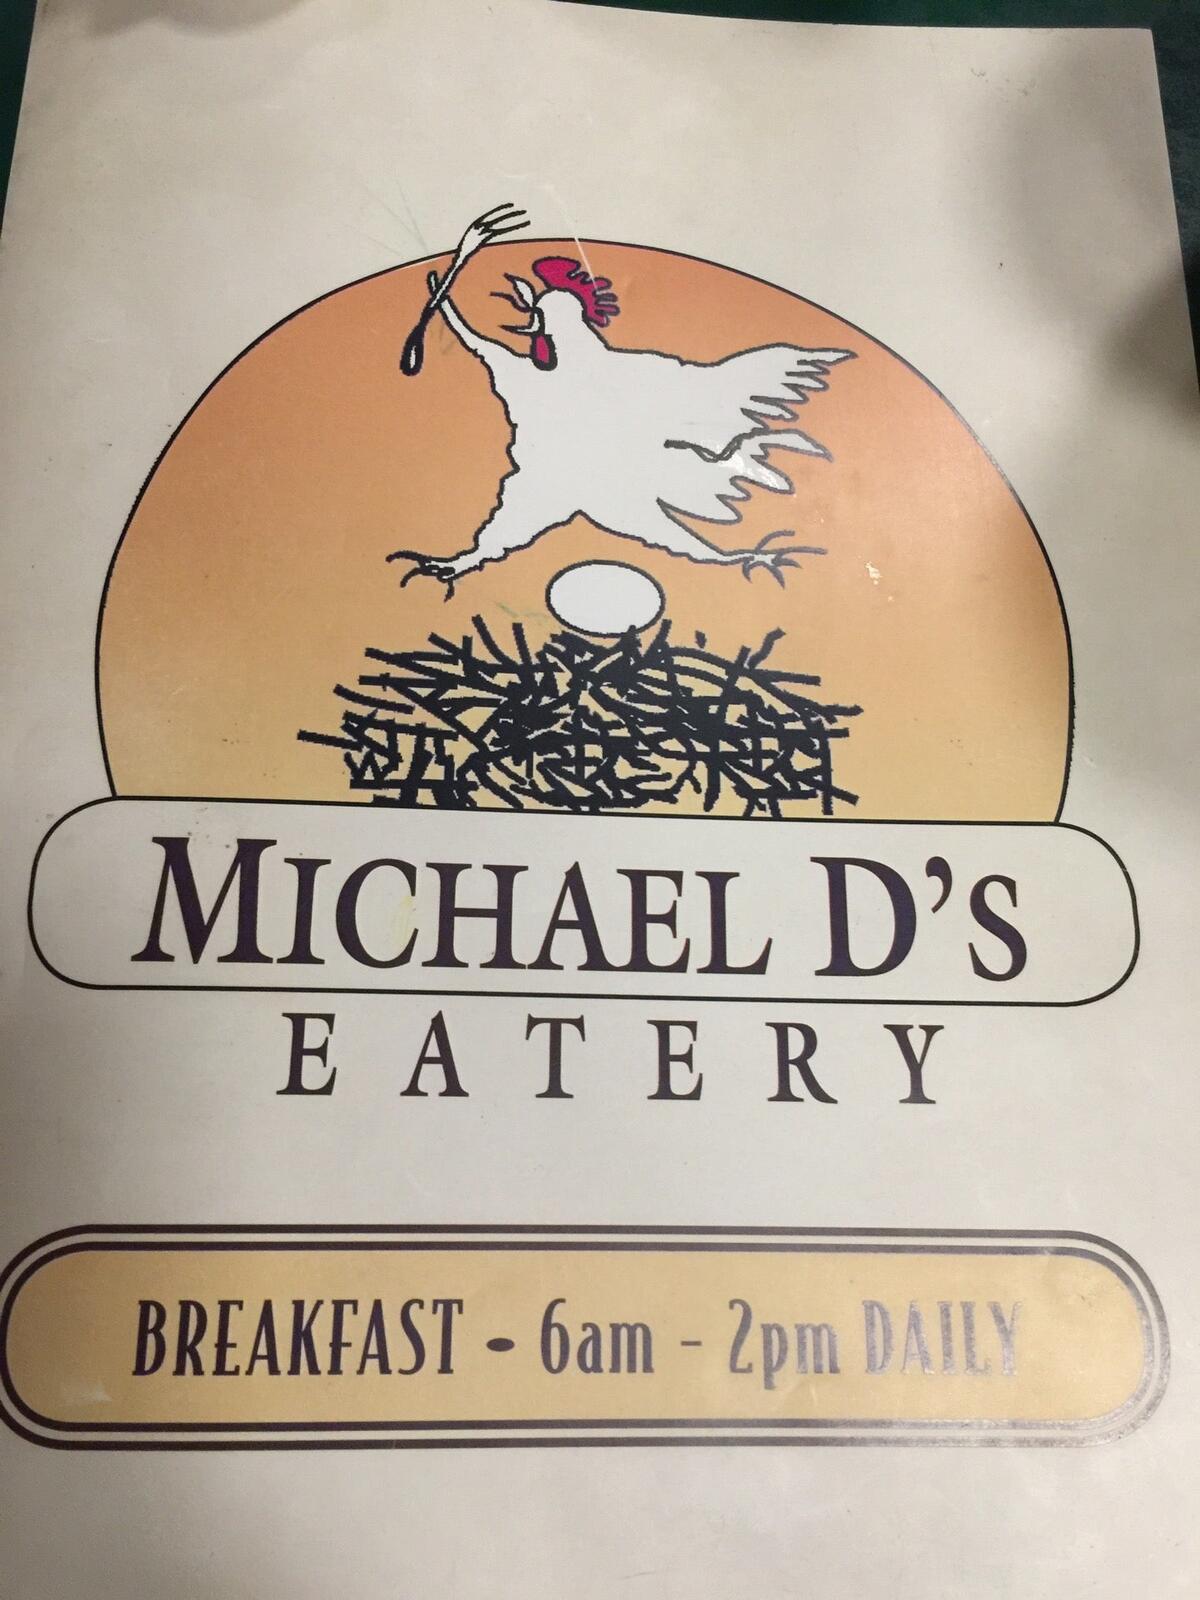 MICHAEL D'S
EATERY
BREAKFAST • 6am - 2pm DAILY